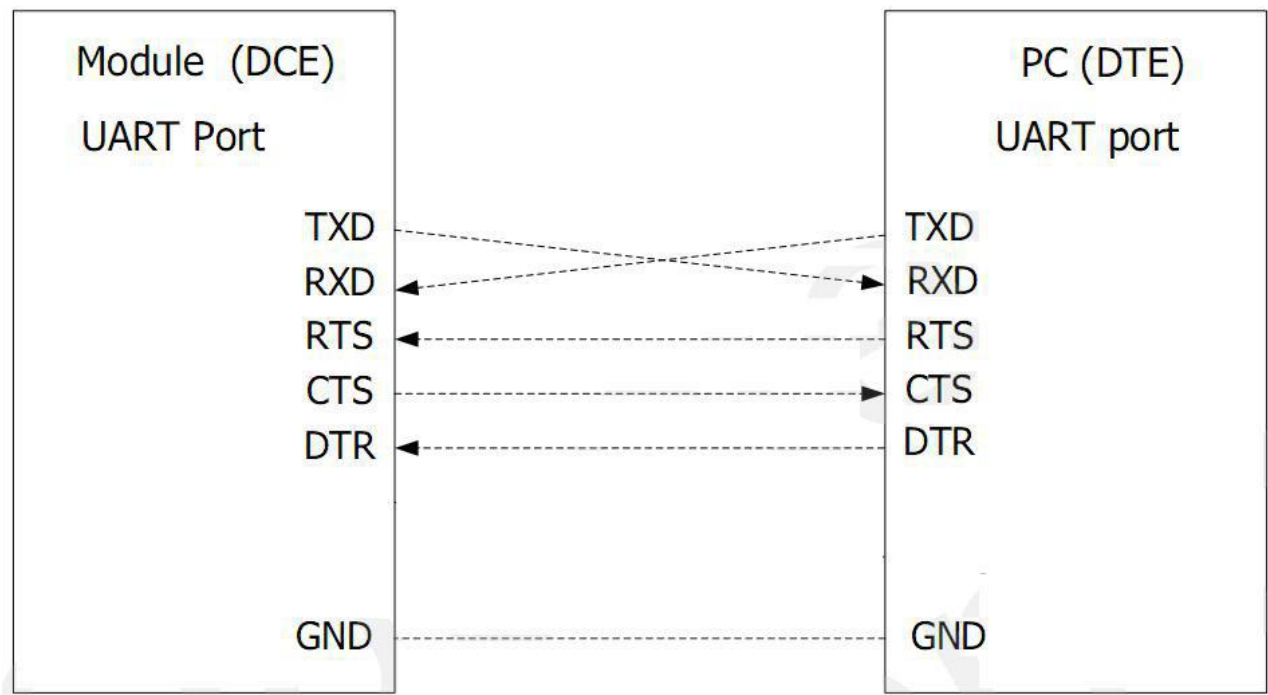 Module (DCE)
UART Port
TXD
RXD
RTS
CTS
DTR
GND
PC (DTE)
UART port
TXD
RXD
RTS
CTS
DTR
GND